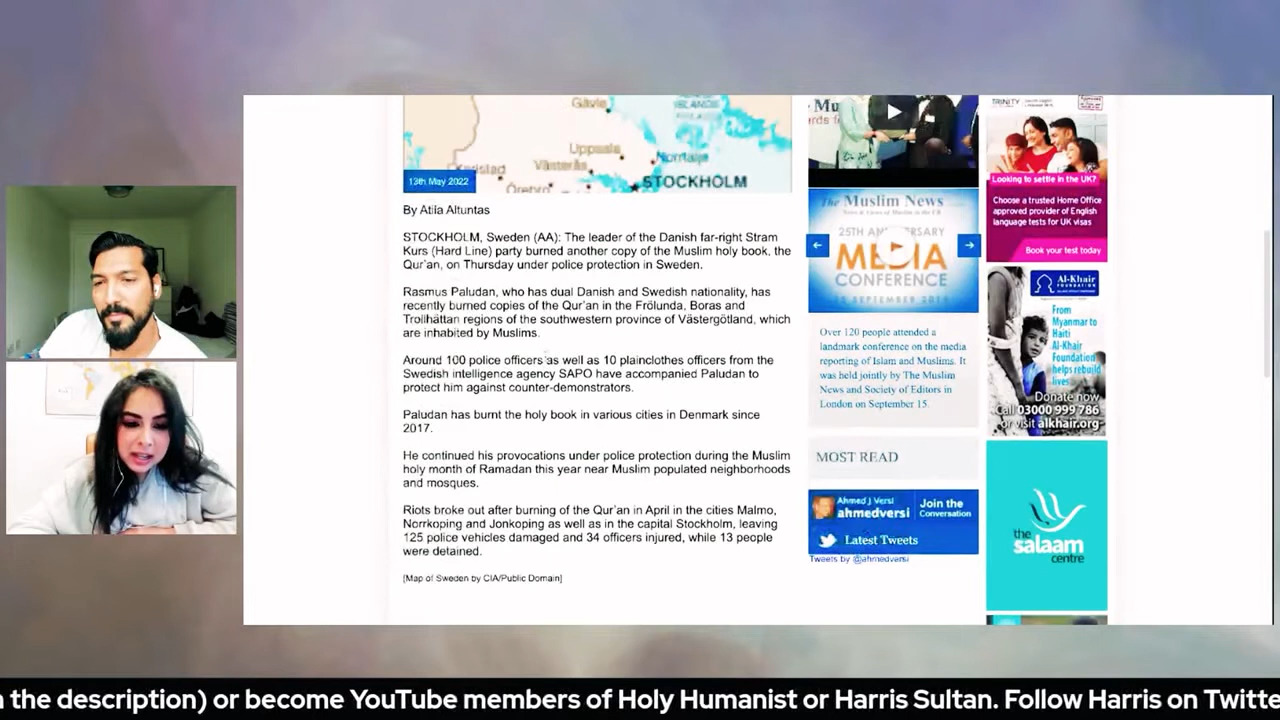 Gävle
Uppsala
Västerås
Norrtälje
Örebro
STOCKHOLM
13th May 2022
By Atila Altuntas
STOCKHOLM, Sweden (AA): The leader of the Danish far-right Stram
Kurs (Hard Line) party burned another copy of the Muslim holy book, the
Qur'an, on Thursday under police protection in Sweden.
Rasmus Paludan, who has dual Danish and Swedish nationality, has
recently burned copies of the Qur'an in the Frölunda, Boras and
Trollhättan regions of the southwestern province of Västergötland, which
are inhabited by Muslims.
Around 100 police officers as well as 10 plainclothes officers from the
Swedish intelligence agency SAPO have accompanied Paludan to
protect him against counter-demonstrators.
Paludan has burnt the holy book in various cities in Denmark since
2017.
He continued his provocations under police protection during the Muslim
holy month of Ramadan this year near Muslim populated neighborhoods
and mosques.
Riots broke out after burning of the Qur'an in April in the cities Malmo,
Norrkoping and Jonkoping as well as in the capital Stockholm, leaving
125 police vehicles damaged and 34 officers injured, while 13 people
were detained.
[Map of Sweden by CIA/Public Domain]
The Muslim News
25TH
MEDIA
CONFERENCE
Over 120 people attended a
landmark conference on the media
reporting of Islam and Muslims. It
was held jointly by The Muslim
News and Society of Editors in
London on September 15.
MOST READ
Ahmed J Versi
ahmedversi
Join the
Conversation
Latest Tweets
Tweets by @ahmedversi
TRINITY
Looking to settle in the UK?
Choose a trusted Home Office
approved provider of English
language tests for UK visas
Book your test today
Al-Khair
FOUNDATION
From
Myanmar to
Haiti
Al-Khair
Foundation
helps rebuild
lives
Donate now
Call 03000 999 786
or visit alkhair.org
the
salaam
centre
the description) or become YouTube members of Holy Humanist or Harris Sultan. Follow Harris on